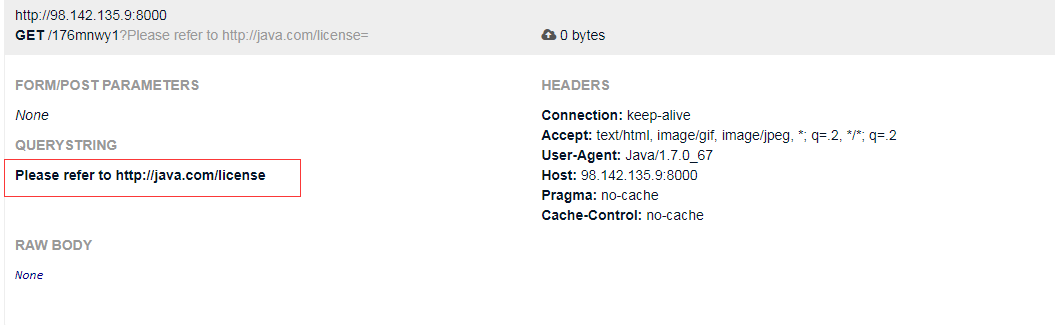 http://98.142.135.9:8000
GET /176mnwy1?Please refer to http://java.com/license=
0 bytes
FORM/POST PARAMETERS
None
QUERYSTRING
Please refer to http://java.com/license
RAW BODY
None
HEADERS
Connection: keep-alive
Accept: text/html, image/gif, image/jpeg, *; q=.2, */*; q=.2
User-Agent: Java/1.7.0_67
Host: 98.142.135.9:8000
Pragma: no-cache
Cache-Control: no-cache